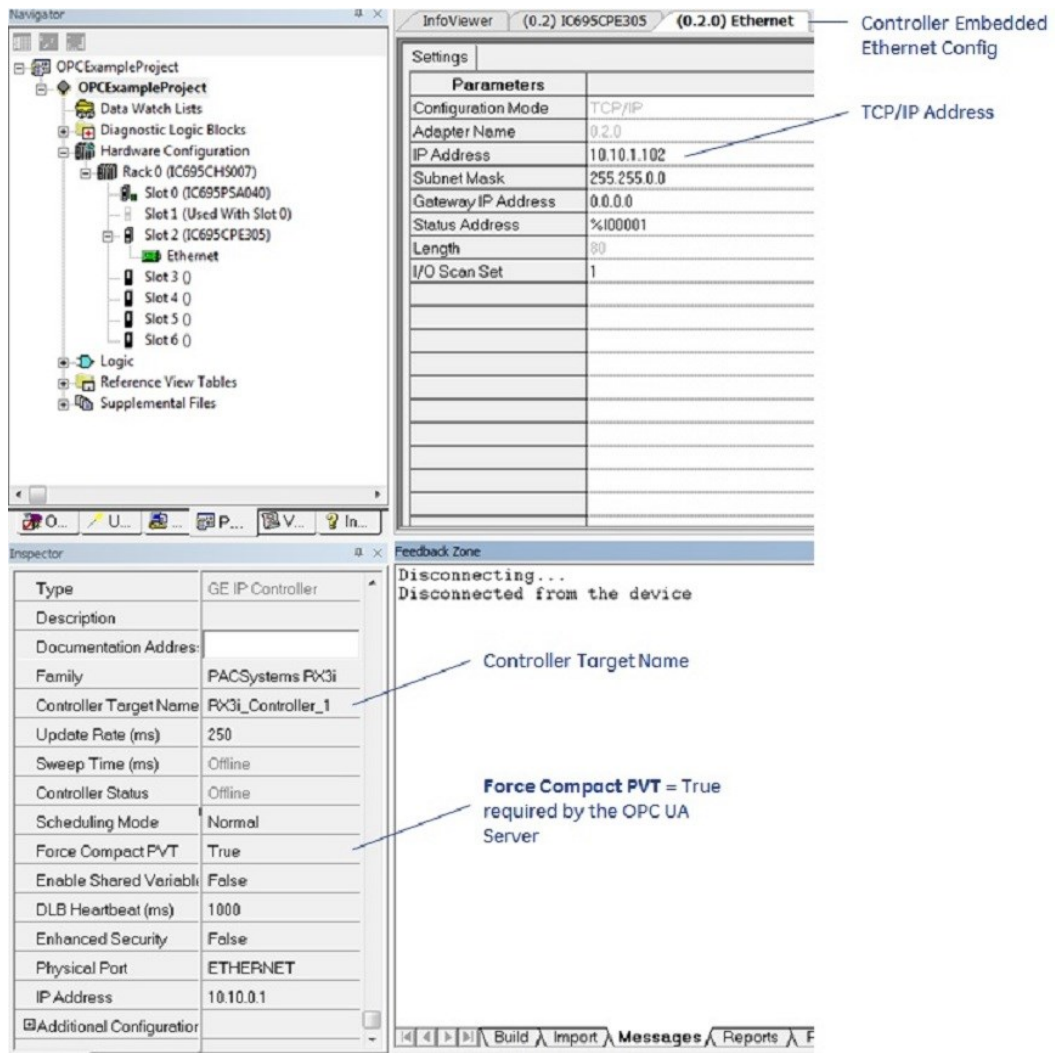 Navigator
OPCExampleProject
OPCExampleProject
Data Watch Lists
Diagnostic Logic Blocks
Hardware Configuration
Rack 0 (IC695CHS007)
Slot 0 (IC695PSA040)
Slot 1 (Used With Slot 0)
Slot 2 (IC695CPE305)
Ethernet
Slot 3 ()
Slot 4 ()
Slot 5 ()
Slot 6 ()
Logic
Reference View Tables
Supplemental Files
O... U... ... P... V... In...
InfoViewer (0.2) IC695CPE305 (0.2.0) Ethernet
Settings
Parameters
Configuration Mode TCP/IP
Adapter Name 0.2.0
IP Address 10.10.1.102
Subnet Mask 255.255.0.0
Gateway IP Address 0.0.0.0
Status Address %I00001
Length 80
I/O Scan Set 1
Controller Embedded
Ethernet Config
TCP/IP Address
Inspector
Type GE IP Controller
Description
Documentation Addres
Family PACSystems RX3i
Controller Target Name RX3i_Controller_1
Update Rate (ms) 250
Sweep Time (ms) Offline
Controller Status Offline
Scheduling Mode Normal
Force Compact PVT True
Enable Shared Variabl False
DLB Heartbeat (ms) 1000
Enhanced Security False
Physical Port ETHERNET
IP Address 10.10.0.1
Additional Configuration
Feedback Zone
Disconnecting...
Disconnected from the device
Controller Target Name
Force Compact PVT = True
required by the OPC UA
Server
Build Import Messages Reports F